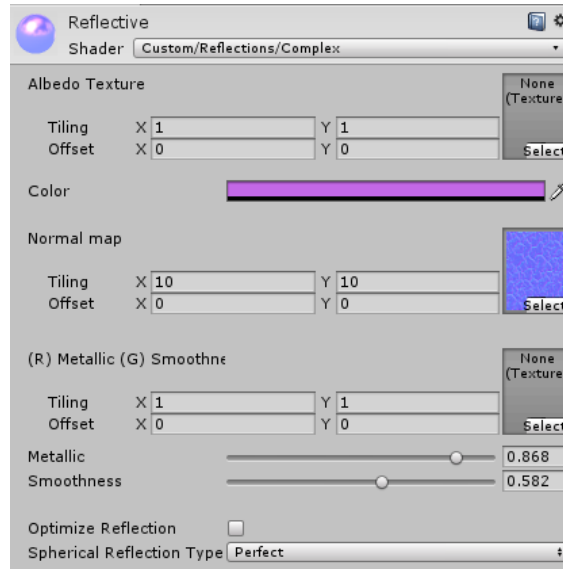 Reflective
Shader Custom/Reflections/Complex
Albedo Texture
None
(Texture
Tiling X 1 Y 1
Offset X 0 Y 0
Select
Color
Normal map
Tiling X 10 Y 10
Offset X 0 Y 0
Select
(R) Metallic (G) Smoothne
None
(Texture
Tiling X 1 Y 1
Offset X 0 Y 0
Select
Metallic 0.868
Smoothness 0.582
Optimize Reflection
Spherical Reflection Type Perfect